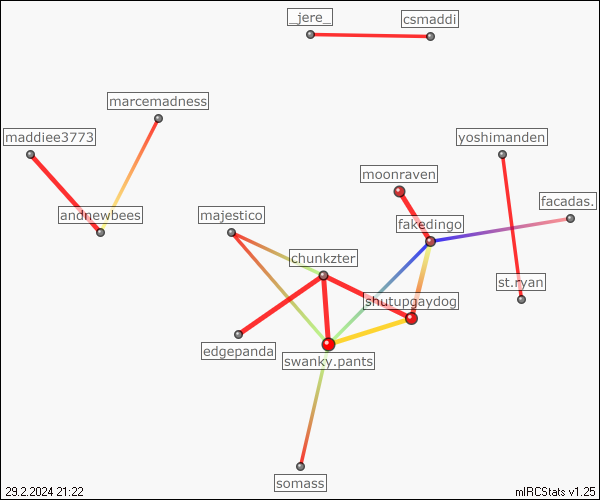 _jere_
csmaddi
marcemadness
maddiee3773
yoshimanden
moonraven
facadas.
andnewbees
majestico
fakedingo
chunkzter
st.ryan
shutupgaydog
edgepanda
swanky.pants
somass
29.2.2024 21:22
mIRCStats v1.25